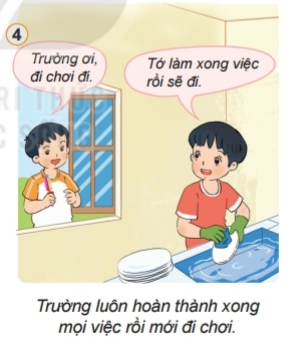 4
Trường ơi,
đi chơi đi.
Tớ làm xong việc
rồi sẽ đi.
Trường luôn hoàn thành xong
mọi việc rồi mới đi chơi.